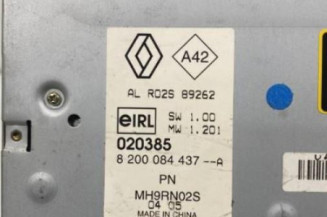 A42
AL R02S 89262
eIRL SW 1.00
MW 1.201
020385
8 200 084 437--A
PN
MH9RN02S
04 05
MADE IN CHINA